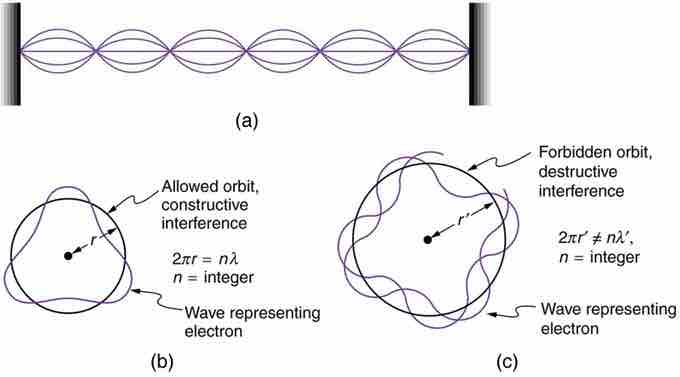 (a)
Allowed orbit,
constructive
interference
r
2πr = nλ
n = integer
Wave representing
electron
(b)
Forbidden orbit,
destructive
interference
r′
2πr′ ≠ nλ′,
n = integer
Wave representing
electron
(c)